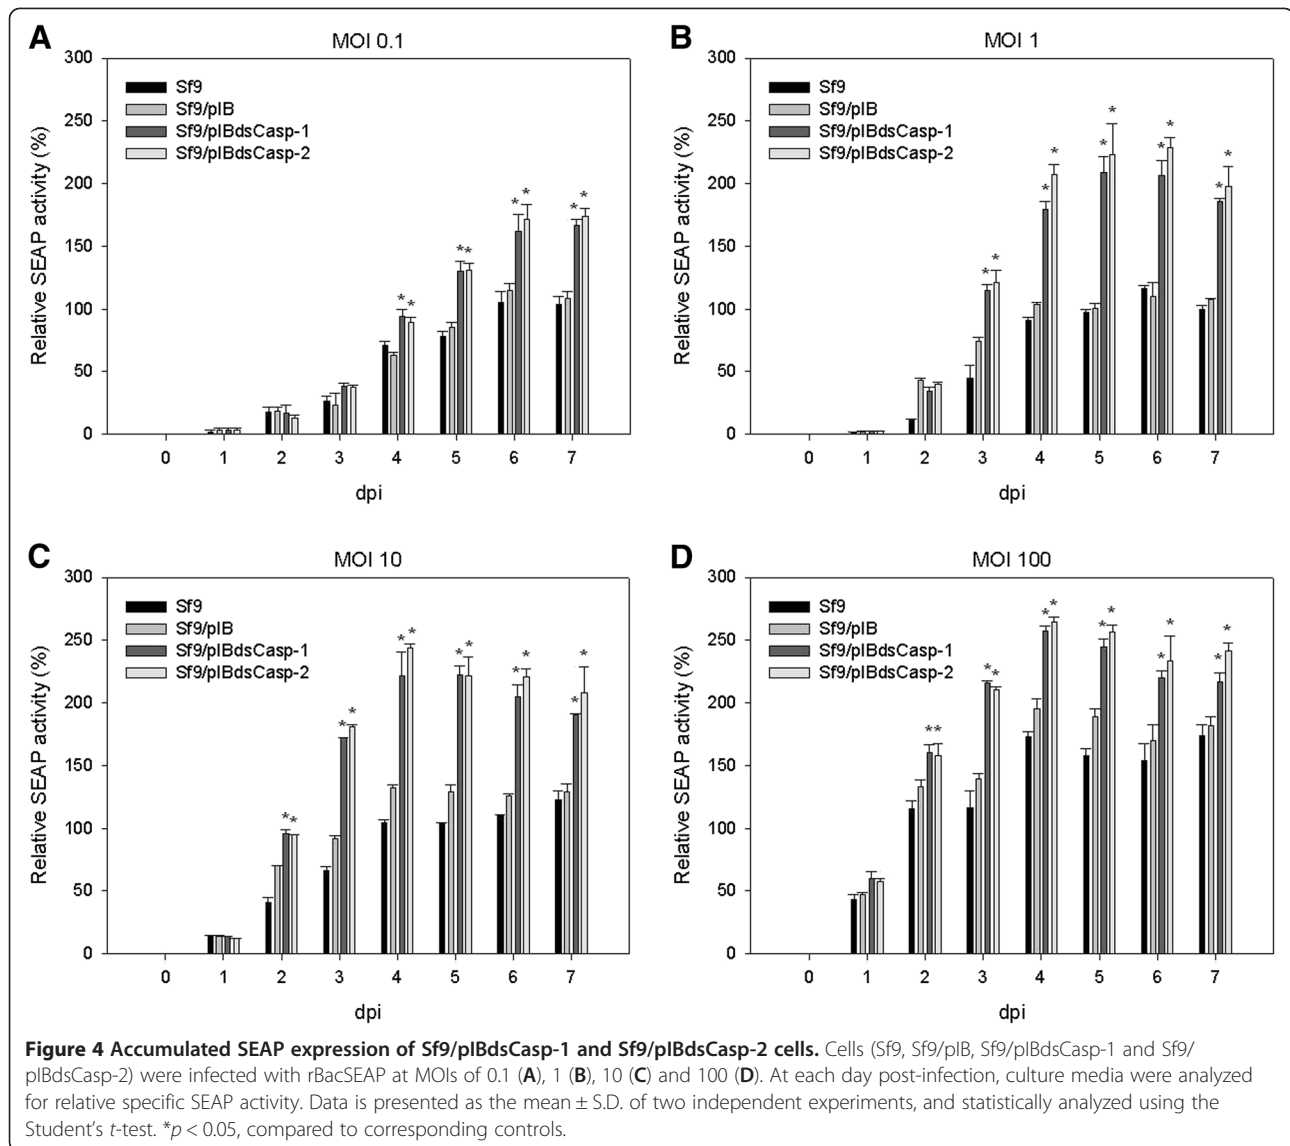 A
MOI 0.1
300
250
200
150
100
50
0
Relative SEAP activity (%)
Sf9
Sf9/pIB
Sf9/pIBdsCasp-1
Sf9/pIBdsCasp-2
* * * * * * * *
0 1 2 3 4 5 6 7
dpi
B
MOI 1
300
250
200
150
100
50
0
Relative SEAP activity (%)
Sf9
Sf9/pIB
Sf9/pIBdsCasp-1
Sf9/pIBdsCasp-2
* * * * * * * * * *
0 1 2 3 4 5 6 7
dpi
C
MOI 10
300
250
200
150
100
50
0
Relative SEAP activity (%)
Sf9
Sf9/pIB
Sf9/pIBdsCasp-1
Sf9/pIBdsCasp-2
* * * * * * * * * * * *
0 1 2 3 4 5 6 7
dpi
D
MOI 100
300
250
200
150
100
50
0
Relative SEAP activity (%)
Sf9
Sf9/pIB
Sf9/pIBdsCasp-1
Sf9/pIBdsCasp-2
* * * * * * * * * * * *
0 1 2 3 4 5 6 7
dpi
Figure 4 Accumulated SEAP expression of Sf9/pIBdsCasp-1 and Sf9/pIBdsCasp-2 cells. Cells (Sf9, Sf9/pIB, Sf9/pIBdsCasp-1 and Sf9/
pIBdsCasp-2) were infected with rBacSEAP at MOIs of 0.1 (A), 1 (B), 10 (C) and 100 (D). At each day post-infection, culture media were analyzed
for relative specific SEAP activity. Data is presented as the mean ± S.D. of two independent experiments, and statistically analyzed using the
Student's t-test. *p < 0.05, compared to corresponding controls.